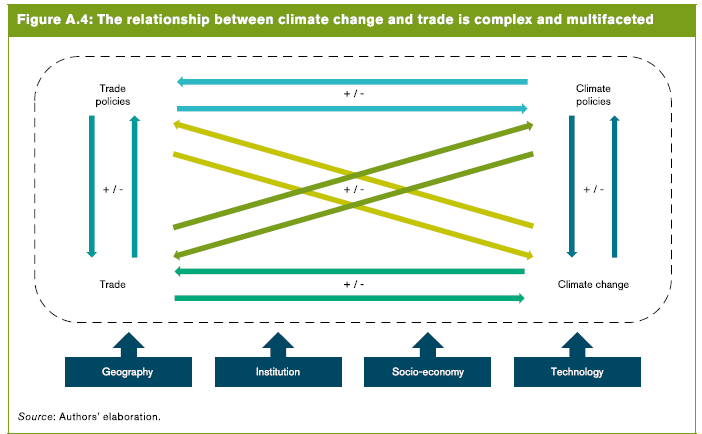 Figure A.4: The relationship between climate change and trade is complex and multifaceted
Trade
policies
+ / -
Climate
policies
+ / -
+ / -
+ / -
Trade
+ / -
Climate change
Geography
Institution
Socio-economy
Technology
Source: Authors' elaboration.